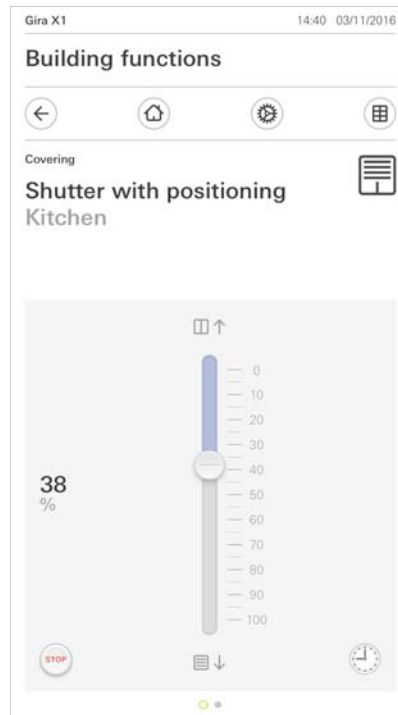 Gira X1 14:40 03/11/2016
Building functions
Covering
Shutter with positioning
Kitchen
0
10
20
30
38
%
40
50
60
70
80
90
100
STOP